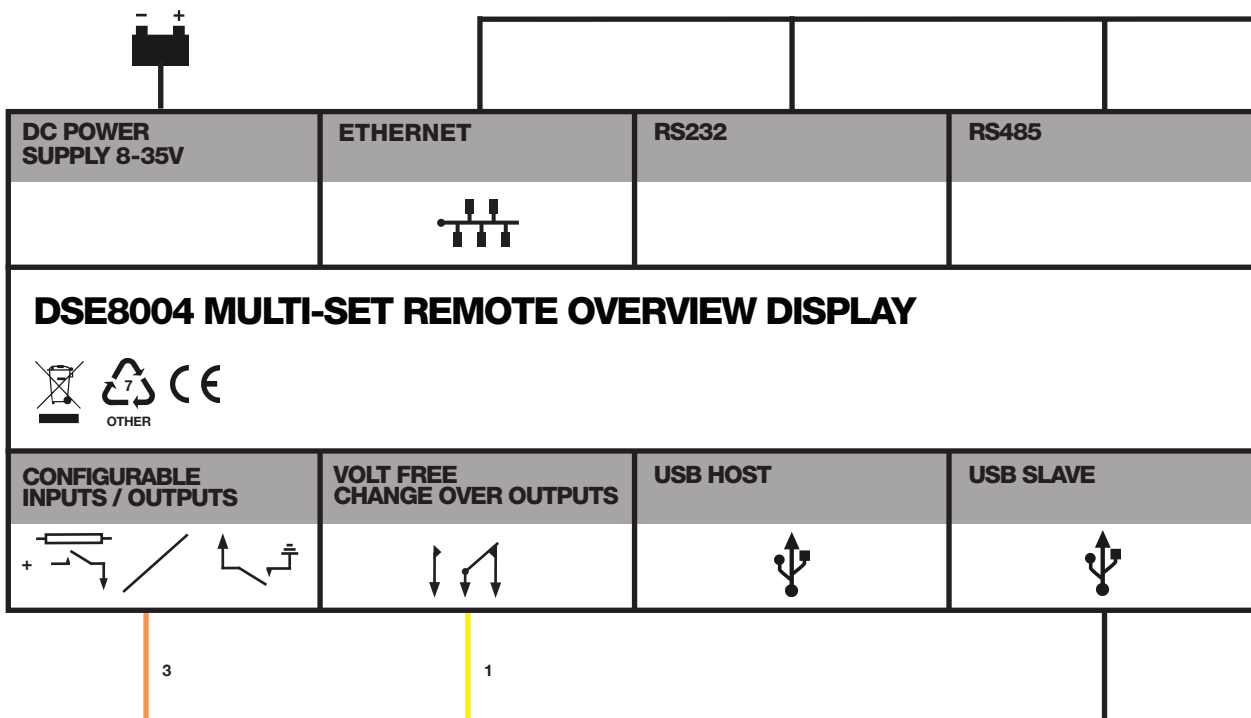 - +
DC POWER
SUPPLY 8-35V
ETHERNET
RS232
RS485
DSE8004 MULTI-SET REMOTE OVERVIEW DISPLAY
7
CE
OTHER
CONFIGURABLE
INPUTS / OUTPUTS
VOLT FREE
CHANGE OVER OUTPUTS
USB HOST
USB SLAVE
+
3
1